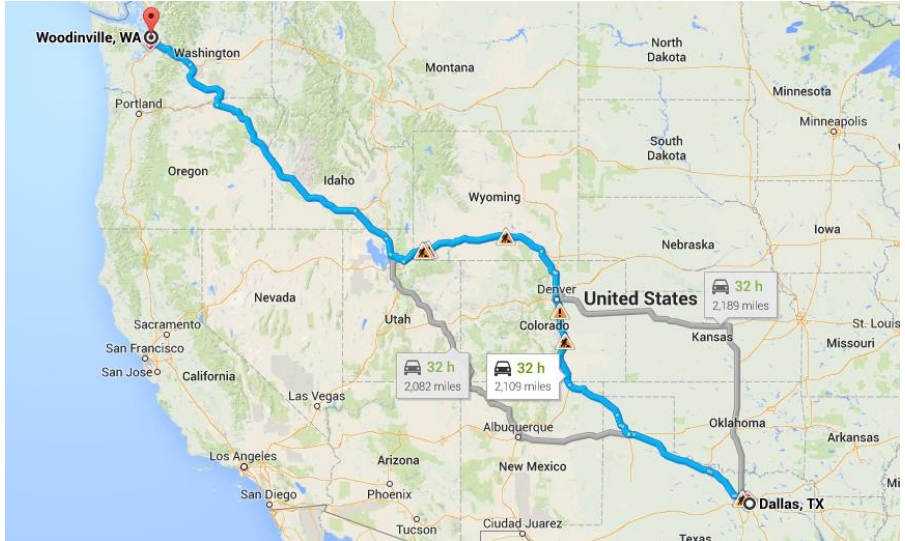 Woodinville, WA
Washington
North
Dakota
Montana
Minnesota
Portland
Minneapolis
South
Dakota
Oregon
Idaho
Wyoming
Iowa
Nebraska
Nevada
Denver
United States
32 h
2,189 miles
Utah
Colorado
Sacramento
St. Louis
Kansas
Missouri
San Francisco
San Jose
32 h
2,082 miles
32 h
2,109 miles
California
Las Vegas
Oklahoma
Albuquerque
Arkansas
Los Angeles
Arizona
New Mexico
San Diego
Phoenix
Dallas, TX
Tucson
Ciudad Juarez
Texas